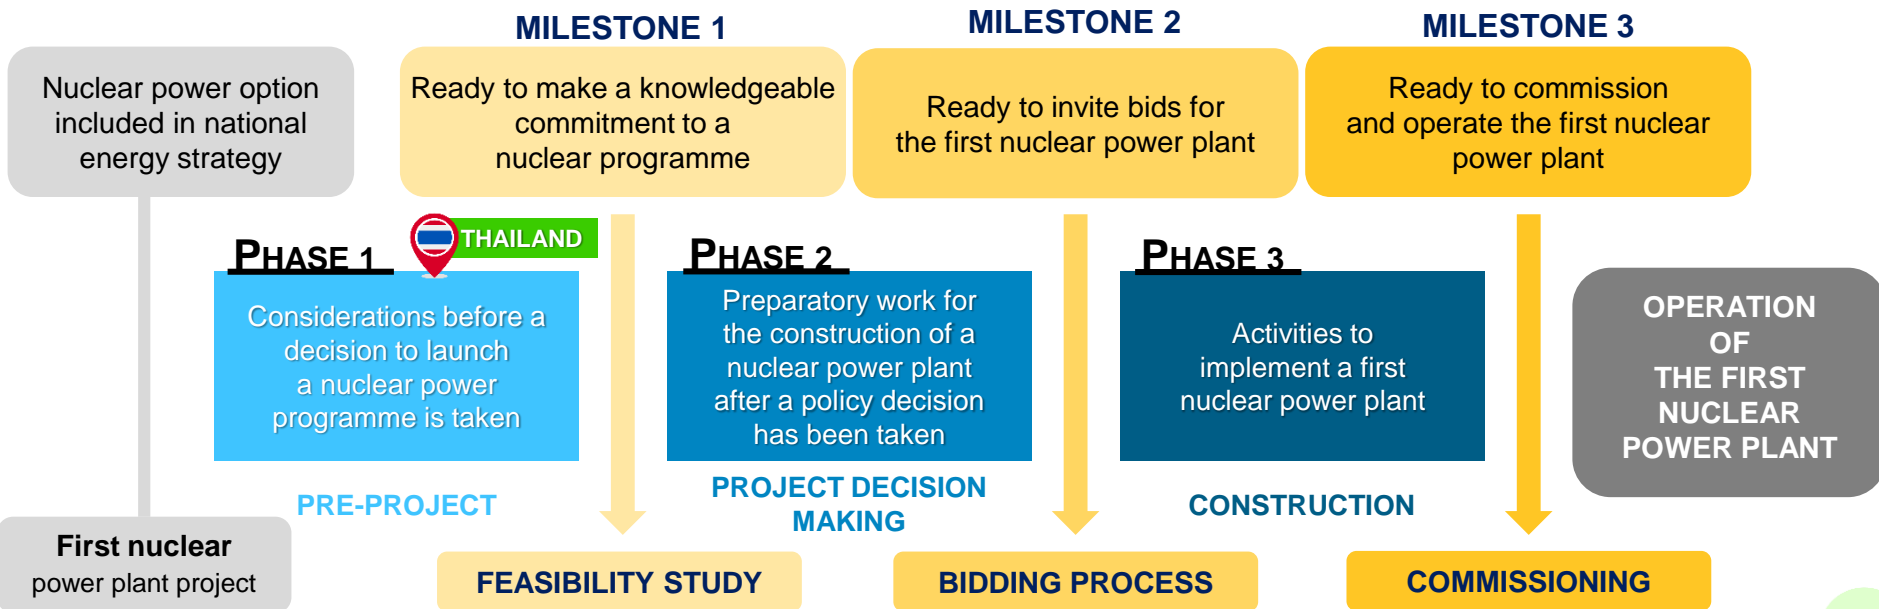 MILESTONE 1
MILESTONE 2
MILESTONE 3
Nuclear power option
included in national
energy strategy
Ready to make a knowledgeable
commitment to a
nuclear programme
Ready to invite bids for
the first nuclear power plant
Ready to commission
and operate the first nuclear
power plant
THAILAND
PHASE 1
Considerations before a
decision to launch
a nuclear power
programme is taken
PRE-PROJECT
PHASE 2
Preparatory work for
the construction of a
nuclear power plant
after a policy decision
has been taken
PROJECT DECISION
MAKING
PHASE 3
Activities to
implement a first
nuclear power plant
CONSTRUCTION
OPERATION
OF
THE FIRST
NUCLEAR
POWER PLANT
First nuclear
power plant project
FEASIBILITY STUDY
BIDDING PROCESS
COMMISSIONING